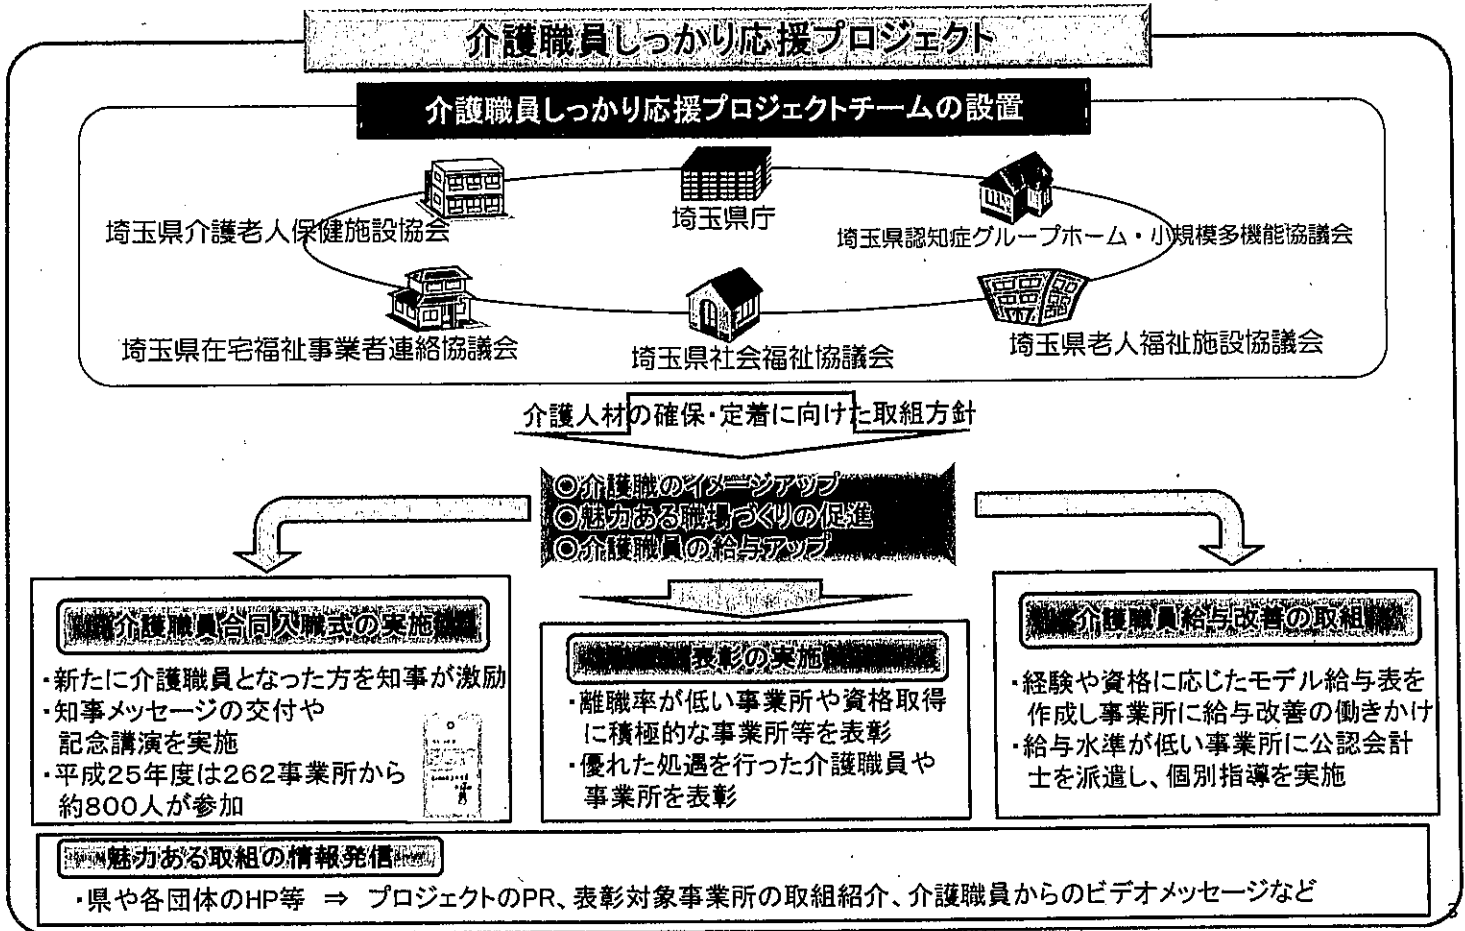 介護職員しっかり応援プロジェクト
介護職員しっかり応援プロジェクトチームの設置
埼玉県介護老人保健施設協会
埼玉県庁
埼玉県認知症グループホーム・小規模多機能協議会
埼玉県在宅福祉事業者連絡協議会
埼玉県社会福祉協議会
埼玉県老人福祉施設協議会
介護人材の確保・定着に向けた取組方針
◎介護職のイメージアップ
◎魅力ある職場づくりの促進
◎介護職員の給与アップ
介護職員合同入職式の実施
・新たに介護職員となった方を知事が激励
・知事メッセージの交付や
記念講演を実施
・平成25年度は262事業所から
約800人が参加
表彰の実施
・離職率が低い事業所や資格取得
に積極的な事業所等を表彰
・優れた処遇を行った介護職員や
事業所を表彰
介護職員給与改善の取組
・経験や資格に応じたモデル給与表を
作成し事業所に給与改善の働きかけ
・給与水準が低い事業所に公認会計
士を派遣し、個別指導を実施
魅力ある取組の情報発信
・県や各団体のHP等 ⇒ プロジェクトのPR、表彰対象事業所の取組紹介、介護職員からのビデオメッセージなど
3